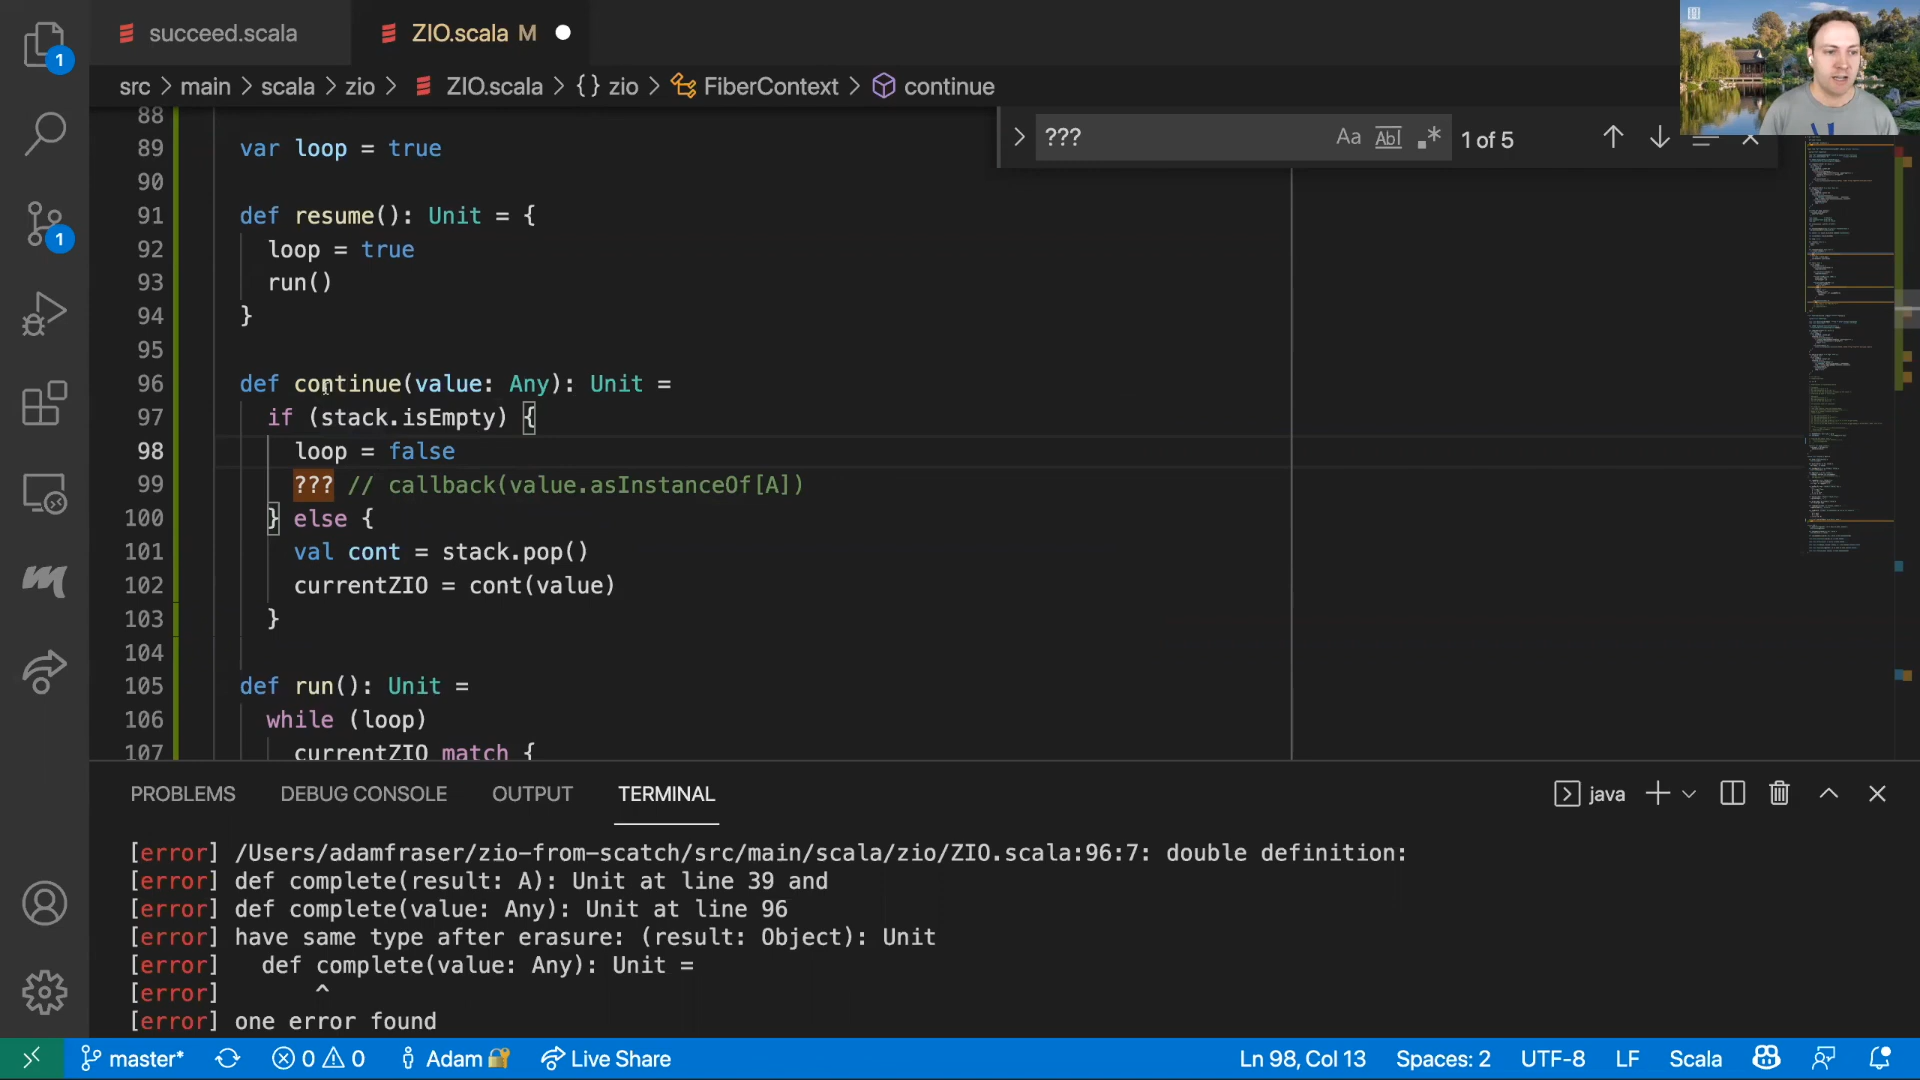 succeed.scala
ZIO.scala M
src > main > scala > zio > ZIO.scala > {} zio > FiberContext > continue
??? Aa Abl .* 1 of 5
88
89 var loop = true
90
91 def resume(): Unit = {
92 loop = true
93 run()
94 }
95
96 def continue(value: Any): Unit =
97 if (stack.isEmpty) {
98 loop = false
99 ??? // callback(value.asInstanceOf[A])
100 } else {
101 val cont = stack.pop()
102 currentZIO = cont(value)
103 }
104
105 def run(): Unit =
106 while (loop)
107 currentZIO match {
1
1
PROBLEMS DEBUG CONSOLE OUTPUT TERMINAL java
[error] /Users/adamfraser/zio-from-scatch/src/main/scala/zio/ZIO.scala:96:7: double definition:
[error] def complete(result: A): Unit at line 39 and
[error] def complete(value: Any): Unit at line 96
[error] have same type after erasure: (result: Object): Unit
[error] def complete(value: Any): Unit =
[error] ^
[error] one error found
master* 0 0 Adam Live Share Ln 98, Col 13 Spaces: 2 UTF-8 LF Scala